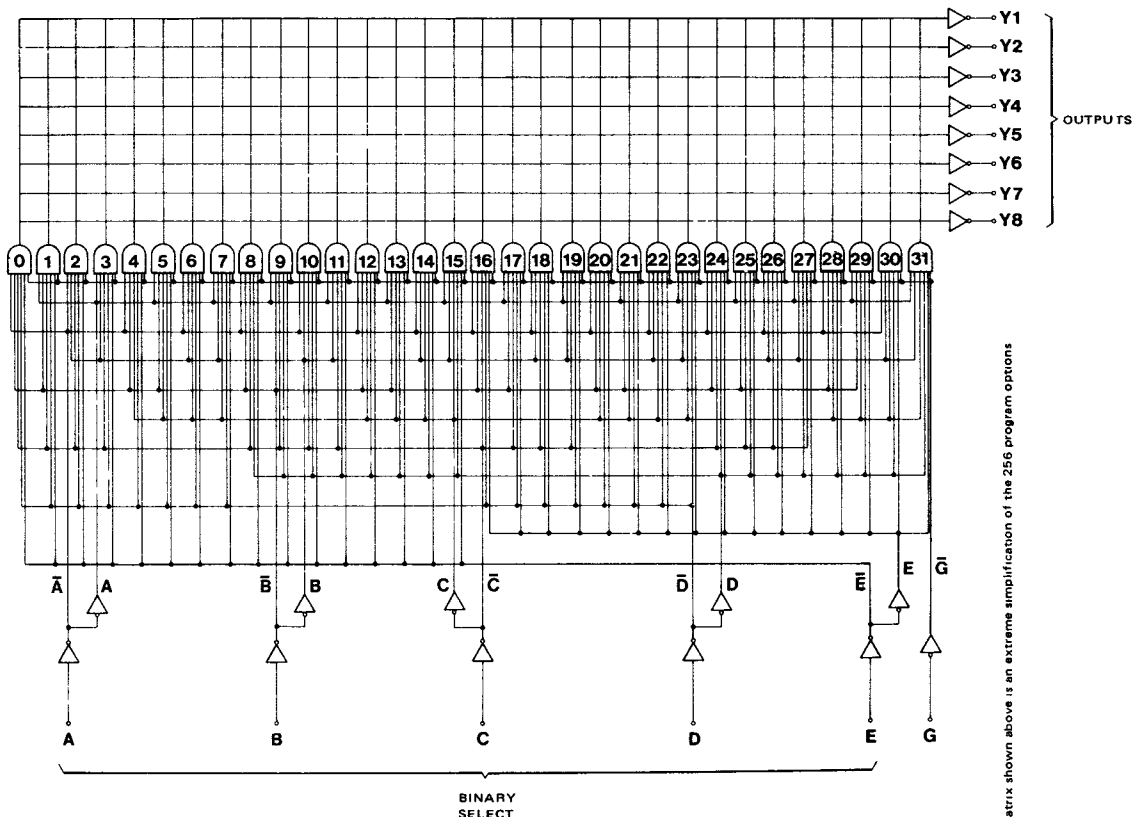 Y1
Y2
Y3
Y4
Y5
Y6
Y7
Y8
OUTPUTS
0 1 2 3 4 5 6 7 8 9 10 11 12 13 14 15 16 17 18 19 20 21 22 23 24 25 26 27 28 29 30 31
A̅ A B̅ B C C̅ D̅ D E̅ E G̅
A B C D E G
BINARY
SELECT
atrix shown above is an extreme simplification of the 256 program options